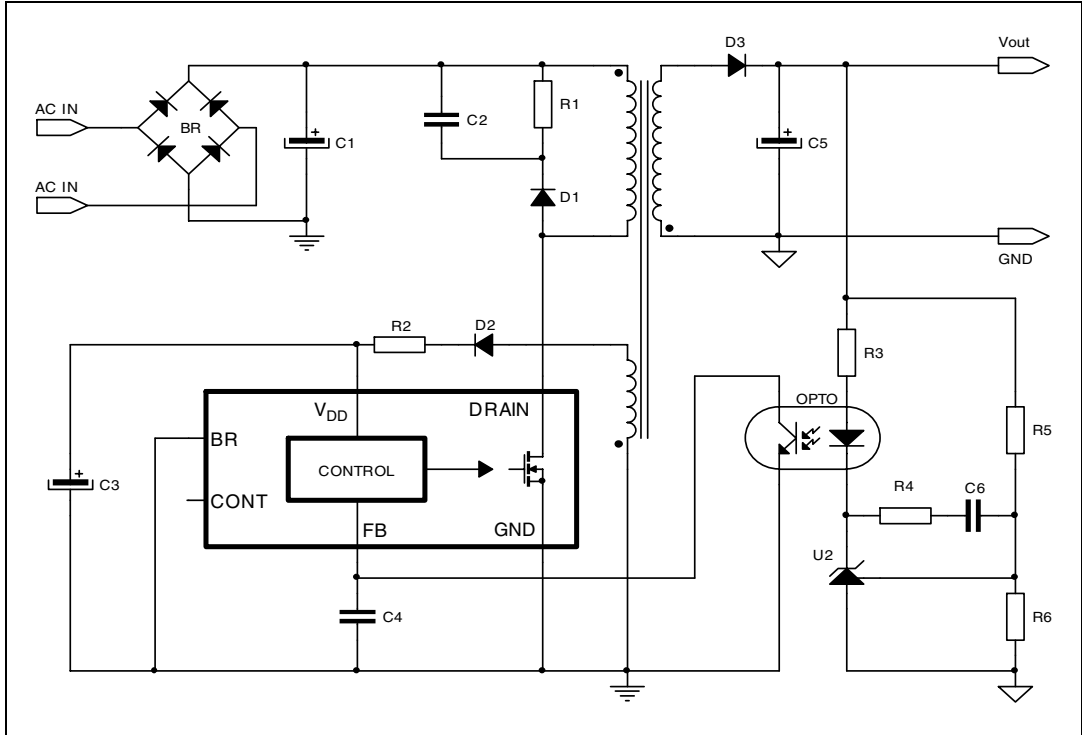 D3
Vout
AC IN
BR
R1
C2
C1
C5
AC IN
D1
GND
R2
D2
R3
VDD
DRAIN
OPTO
BR
R5
CONTROL
C3
CONT
R4
C6
FB
GND
U2
C4
R6
+
+
+